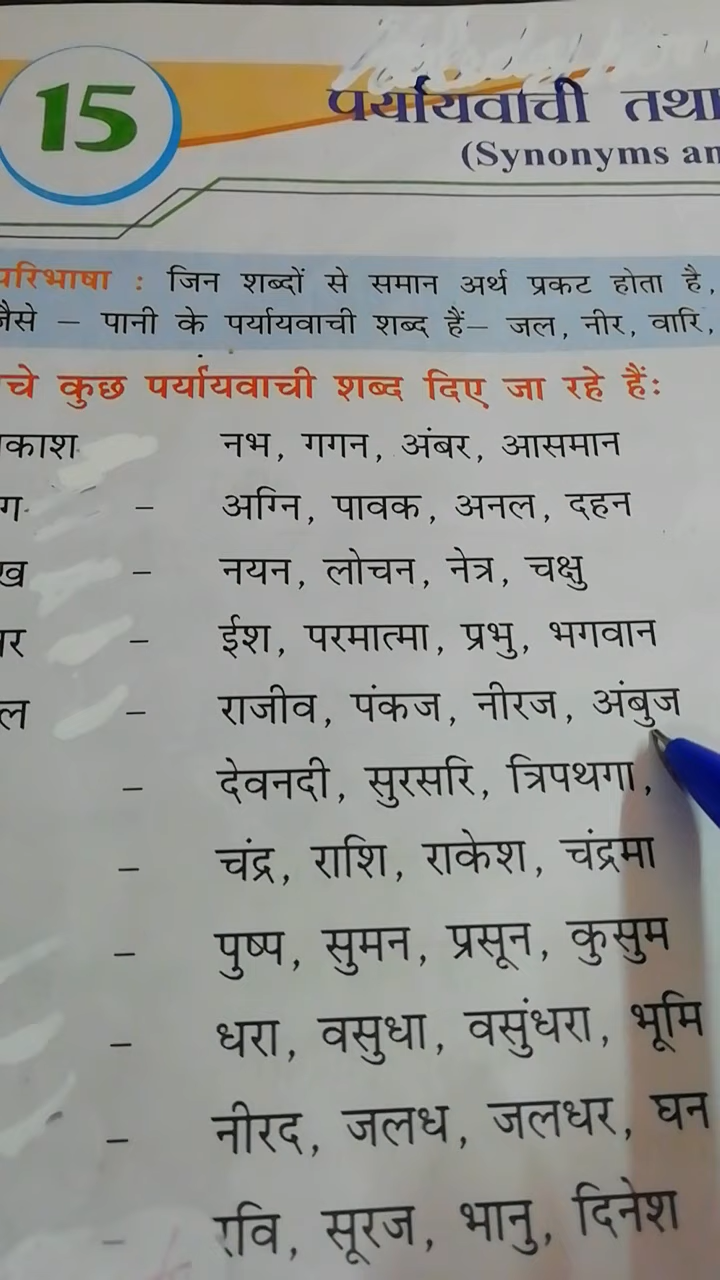 15
पर्यायवाची तथा
(Synonyms an
परिभाषा : जिन शब्दों से समान अर्थ प्रकट होता है,
जैसे – पानी के पर्यायवाची शब्द हैं– जल, नीर, वारि,
चे कुछ पर्यायवाची शब्द दिए जा रहे हैं:
काश नभ, गगन, अंबर, आसमान
ग – अग्नि, पावक, अनल, दहन
ख – नयन, लोचन, नेत्र, चक्षु
र – ईश, परमात्मा, प्रभु, भगवान
ल – राजीव, पंकज, नीरज, अंबुज
– देवनदी, सुरसरि, त्रिपथगा,
– चंद्र, राशि, राकेश, चंद्रमा
– पुष्प, सुमन, प्रसून, कुसुम
– धरा, वसुधा, वसुंधरा, भूमि
– नीरद, जलध, जलधर, घन
– रवि, सूरज, भानु, दिनेश